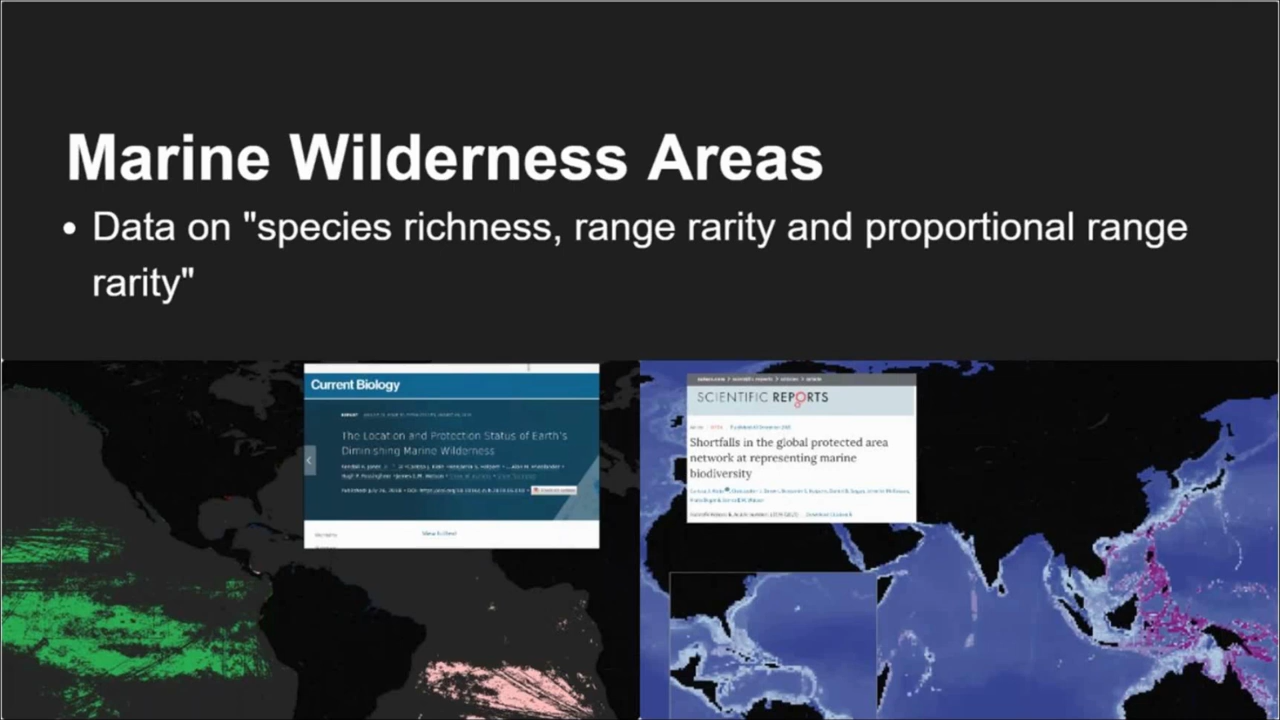 Marine Wilderness Areas
• Data on "species richness, range rarity and proportional range
rarity"
Current Biology
REPORT
The Location and Protection Status of Earth's
Diminishing Marine Wilderness
SCIENTIFIC REPORTS
Shortfalls in the global protected area
network at representing marine
biodiversity